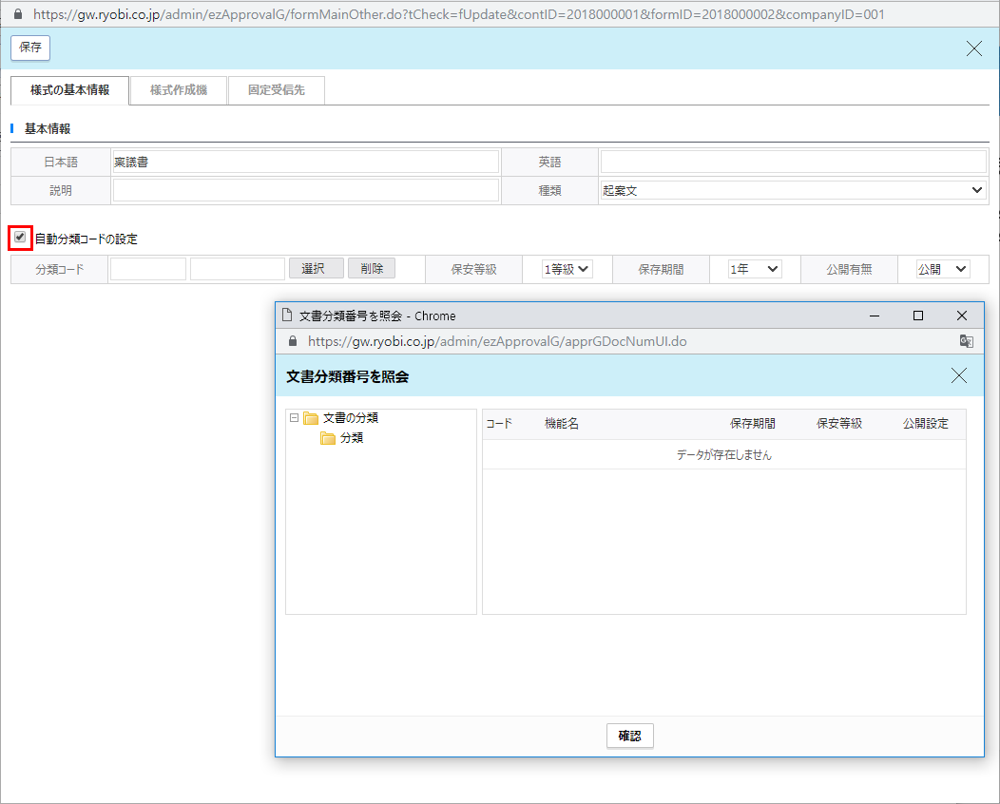 https://gw.ryobi.co.jp/admin/ezApprovalG/formMainOther.do?tCheck=fUpdate&contID=2018000001&formID=2018000002&companyID=001
保存
様式の基本情報 様式作成機 固定受信先
基本情報
日本語 稟議書 英語
説明 種類 起案文
自動分類コードの設定
分類コード 選択 削除 保安等級 1等級 保存期間 1年 公開有無 公開
文書分類番号を照会 - Chrome
https://gw.ryobi.co.jp/admin/ezApprovalG/apprGDocNumUI.do
文書分類番号を照会
文書の分類
分類
コード 機能名 保存期間 保安等級 公開設定
データが存在しません
確認